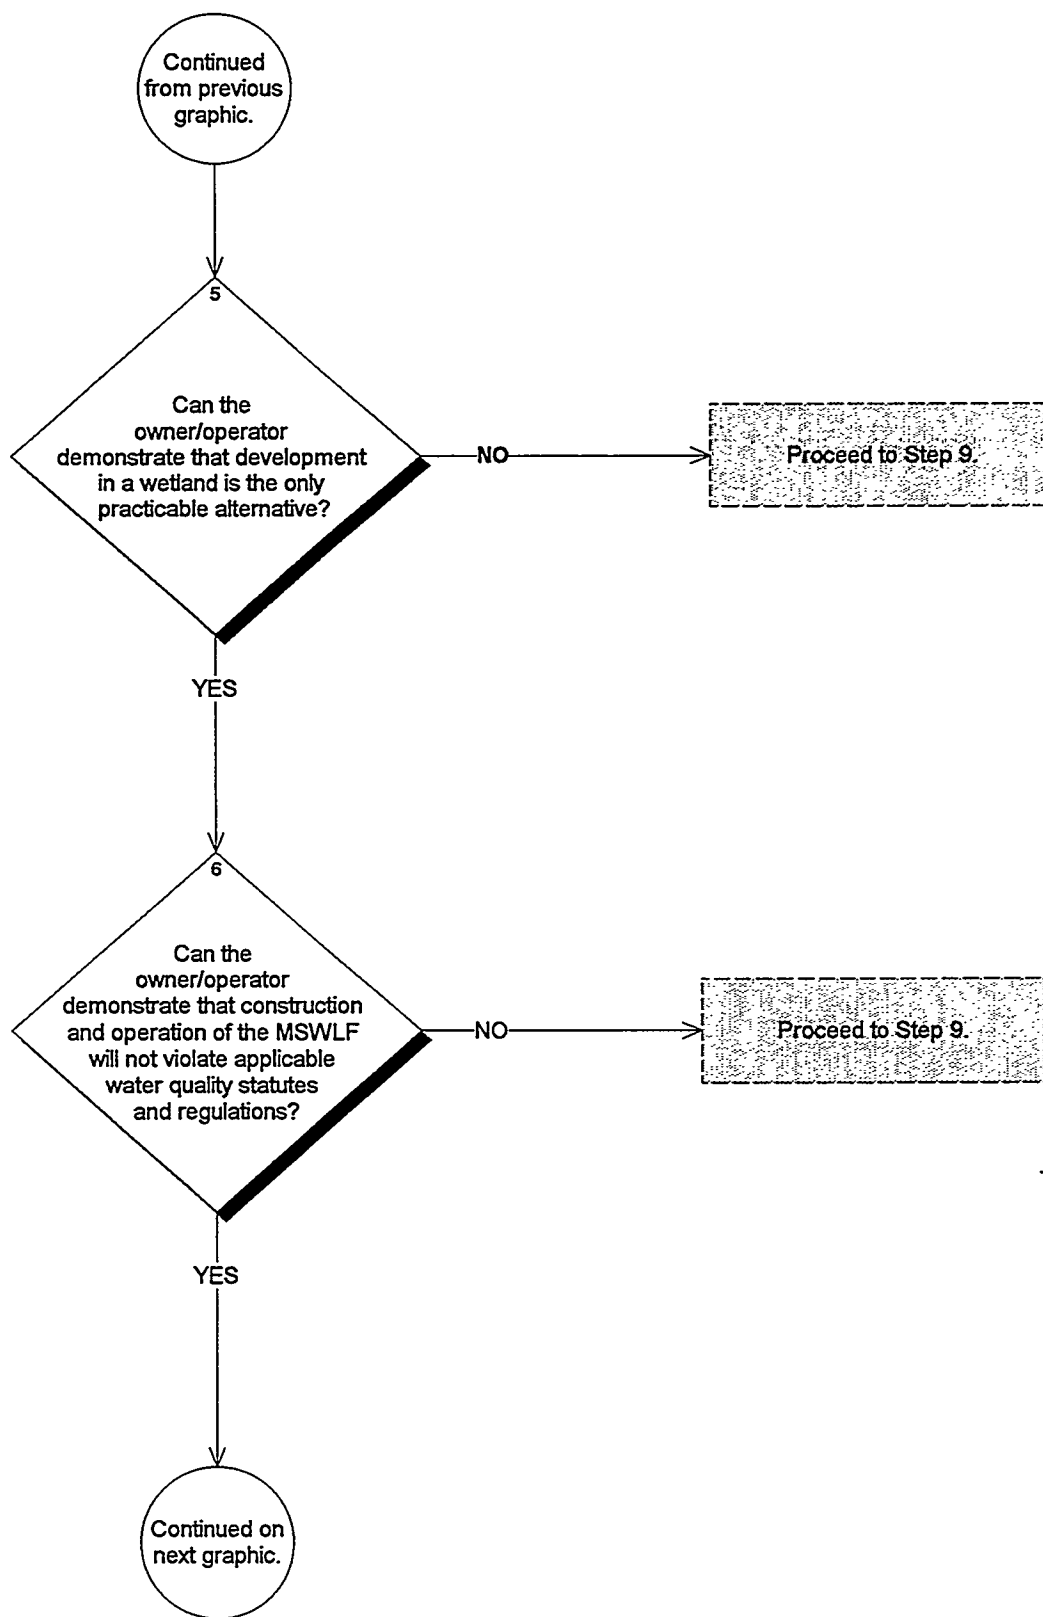 Continued
from previous
graphic.
5
Can the
owner/operator
demonstrate that development
in a wetland is the only
practicable alternative?
NO
Proceed to Step 9.
YES
6
Can the
owner/operator
demonstrate that construction
and operation of the MSWLF
will not violate applicable
water quality statutes
and regulations?
NO
Proceed to Step 9.
YES
Continued on
next graphic.